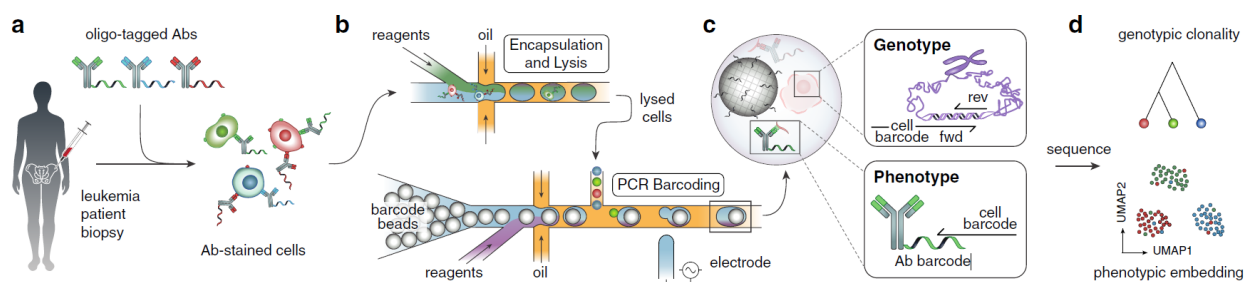 a
oligo-tagged Abs
leukemia
patient
biopsy
Ab-stained cells
b
reagents
oil
Encapsulation
and Lysis
lysed
cells
PCR Barcoding
barcode
beads
reagents
oil
electrode
c
Genotype
rev
cell
barcode
fwd
Phenotype
cell
barcode
Ab barcode
d
genotypic clonality
sequence
UMAP2
UMAP1
phenotypic embedding